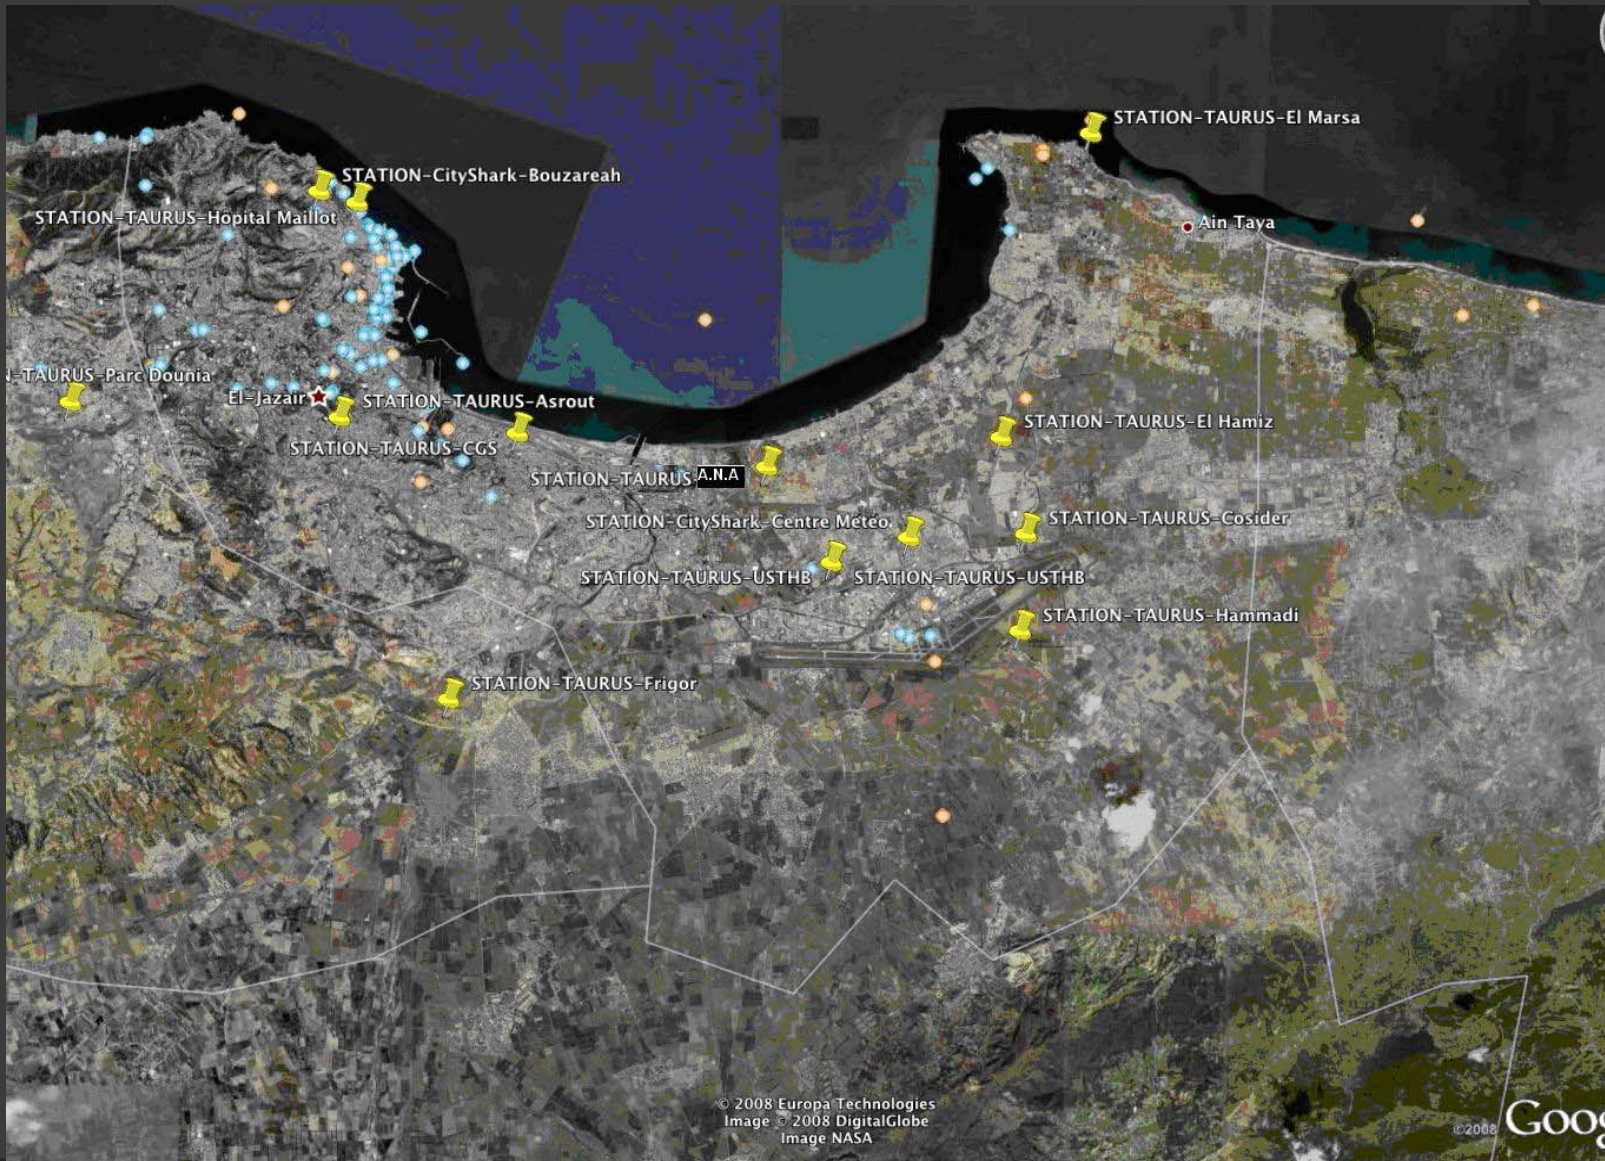 STATION-TAURUS-El Marsa
STATION-CityShark-Bouzareah
STATION-TAURUS-Hôpital Maillot
Ain Taya
N-TAURUS-Parc Dounia
El-Jazair
STATION-TAURUS-Asrout
STATION-TAURUS-El Hamiz
STATION-TAURUS-CGS
STATION-TAURUS-A.N.A
STATION-CityShark-Centre Météo
STATION-TAURUS-Cosider
STATION-TAURUS-USTHB
STATION-TAURUS-USTHB
STATION-TAURUS-Hammadi
STATION-TAURUS-Frigor
© 2008 Europa Technologies
Image © 2008 DigitalGlobe
Image NASA
©2008 Goog